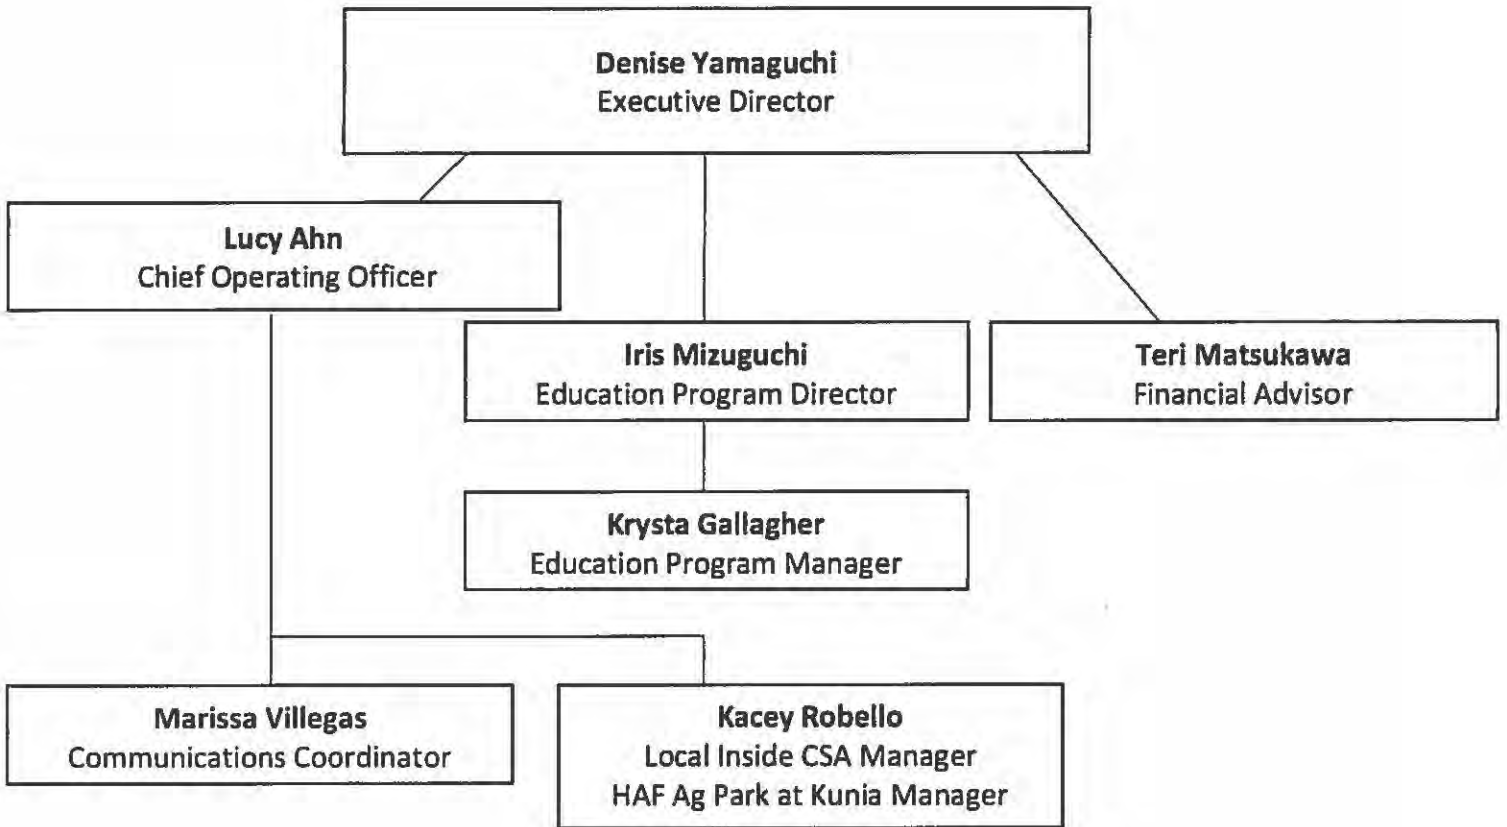 Denise Yamaguchi
Executive Director
Lucy Ahn
Chief Operating Officer
Iris Mizuguchi
Education Program Director
Teri Matsukawa
Financial Advisor
Krysta Gallagher
Education Program Manager
Marissa Villegas
Communications Coordinator
Kacey Robello
Local Inside CSA Manager
HAF Ag Park at Kunia Manager